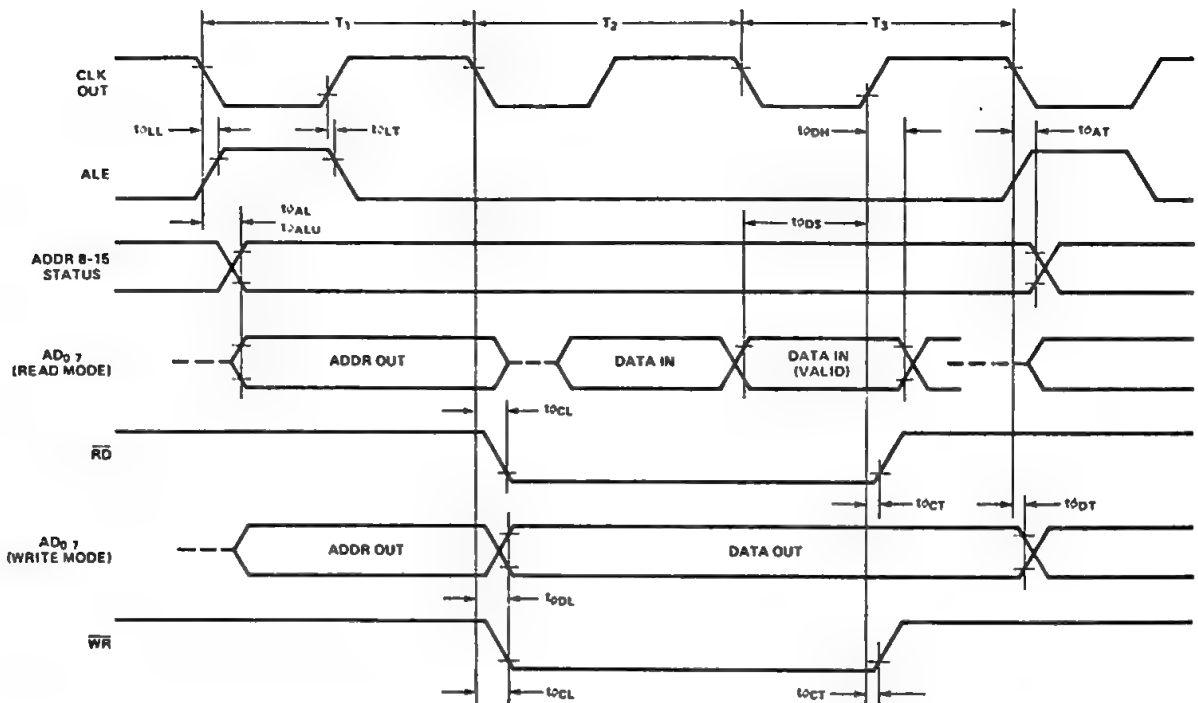 T1 T2 T3
CLK
OUT
tφLL tφLT tφDH tφAT
ALE
tφAL
tφALU
tφDS
ADDR 8-15
STATUS
AD0 7
(READ MODE)
ADDR OUT DATA IN DATA IN
(VALID)
tφCL
RD
tφCT tφDT
AD0 7
(WRITE MODE)
ADDR OUT DATA OUT
tφDL
WR
tφCL tφCT